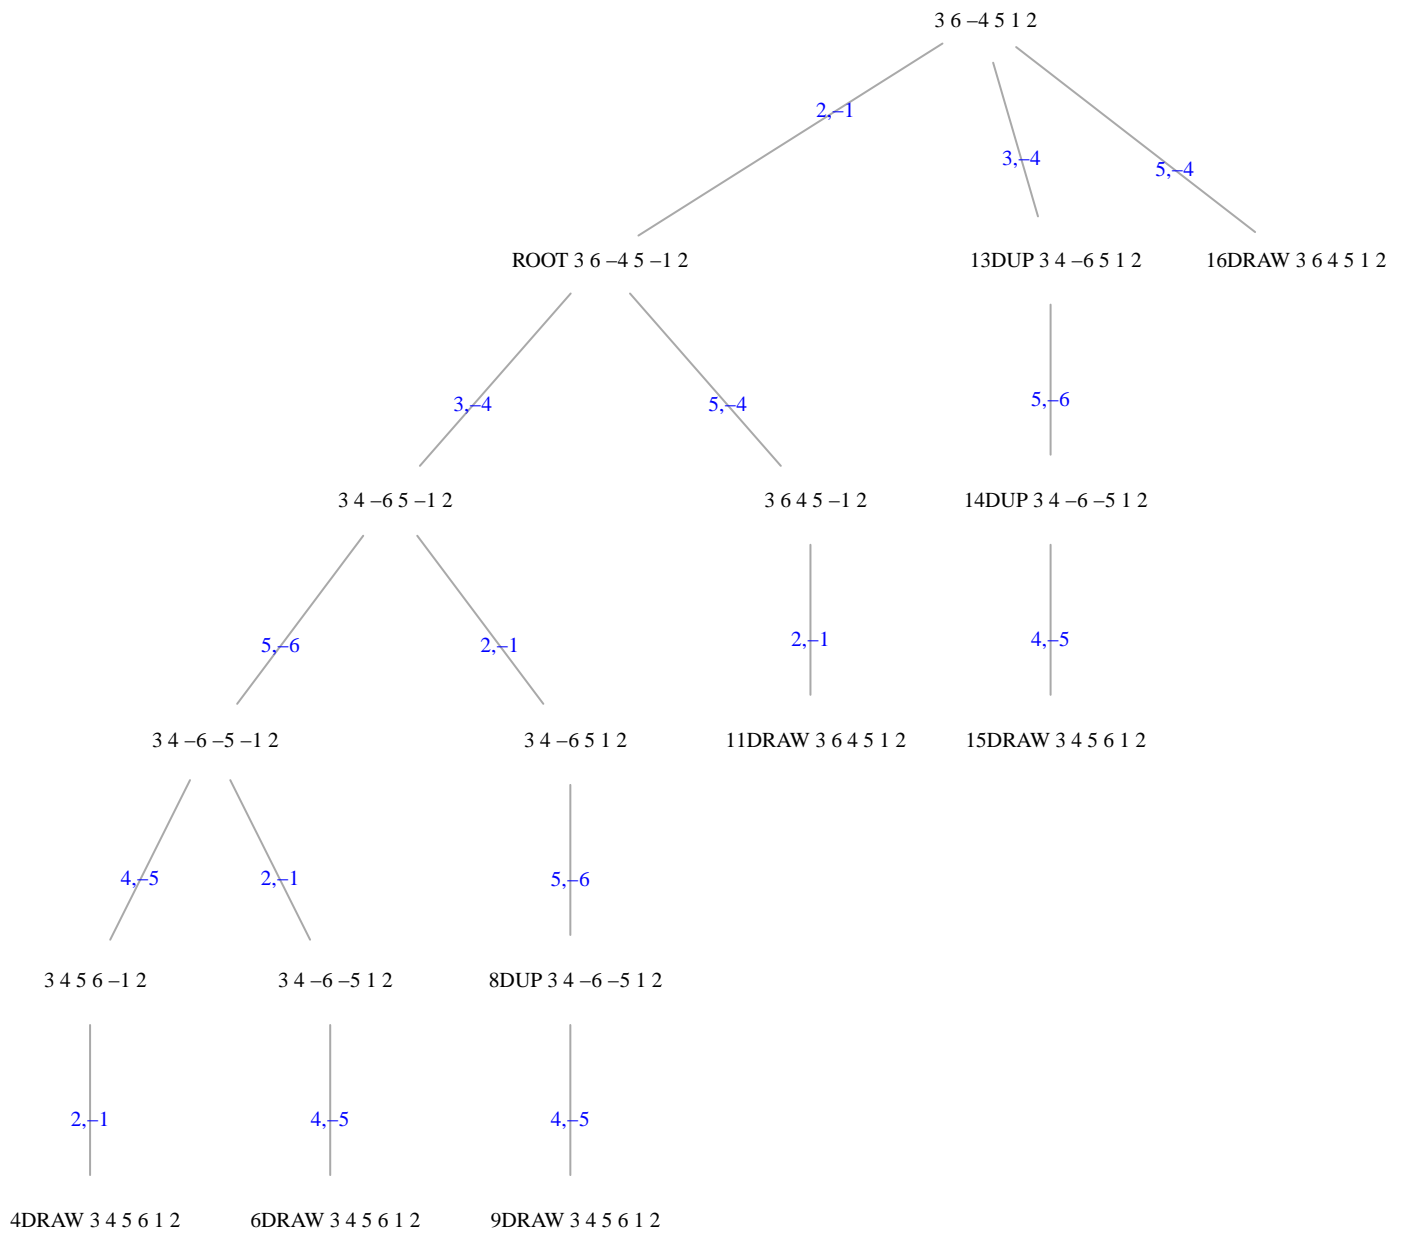 3 6 –4 5 1 2
2,–1
3,–4
5,–4
ROOT 3 6 –4 5 –1 2
13DUP 3 4 –6 5 1 2
16DRAW 3 6 4 5 1 2
3,–4
5,–4
5,–6
3 4 –6 5 –1 2
3 6 4 5 –1 2
14DUP 3 4 –6 –5 1 2
5,–6
2,–1
2,–1
4,–5
3 4 –6 –5 –1 2
3 4 –6 5 1 2
11DRAW 3 6 4 5 1 2
15DRAW 3 4 5 6 1 2
4,–5
2,–1
5,–6
3 4 5 6 –1 2
3 4 –6 –5 1 2
8DUP 3 4 –6 –5 1 2
2,–1
4,–5
4,–5
4DRAW 3 4 5 6 1 2
6DRAW 3 4 5 6 1 2
9DRAW 3 4 5 6 1 2